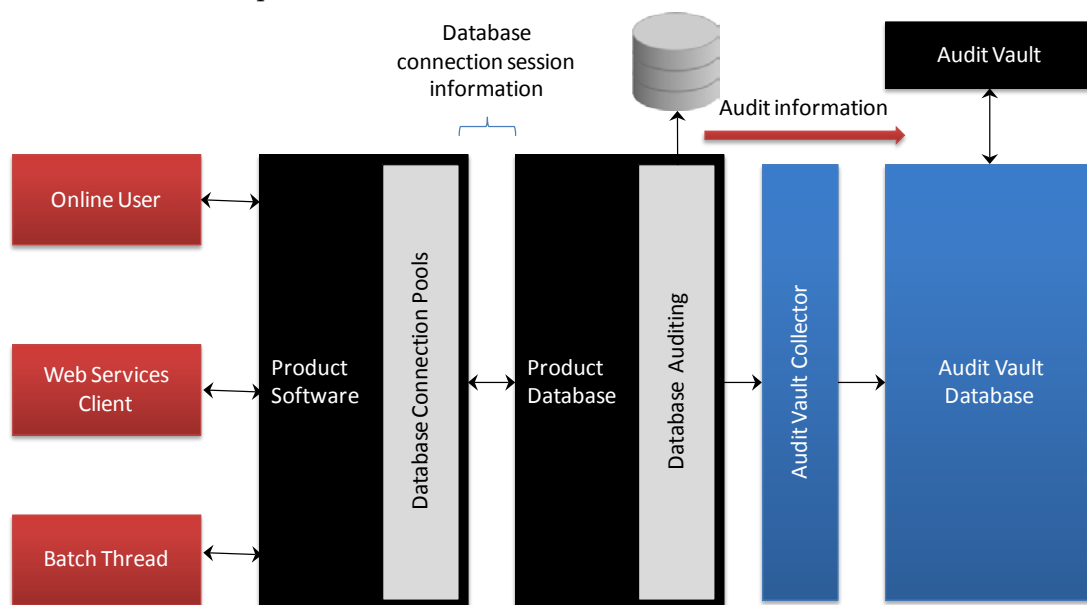 Database
connection session
information
Audit Vault
Audit information
Online User
Web Services
Client
Batch Thread
Product
Software
Database Connection Pools
Product
Database
Database Auditing
Audit Vault Collector
Audit Vault
Database